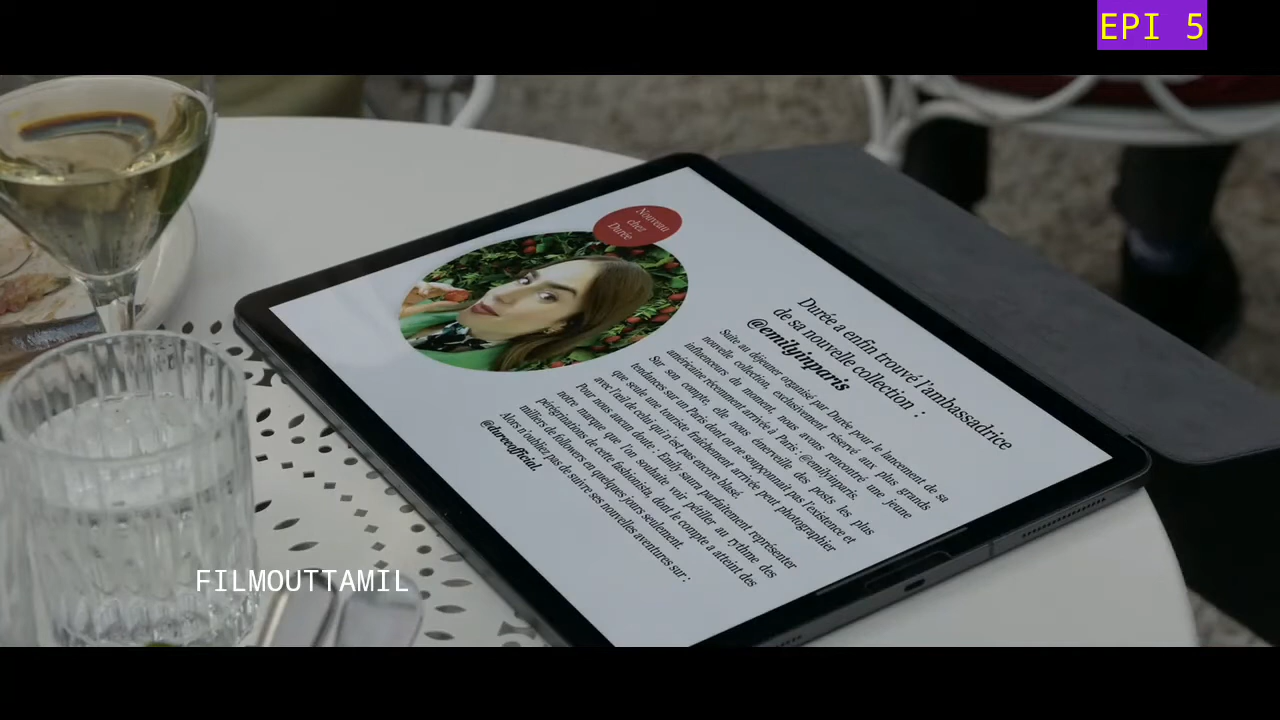 EPI 5
Nouveau
chez
Durée
Durée a enfin trouvé l'ambassadrice
de sa nouvelle collection :
@emilyinparis
Suite au déjeuner organisé par Durée pour le lancement de sa
nouvelle collection, exclusivement réservé aux plus grands
influenceurs du moment, nous avons rencontré une jeune
américaine récemment arrivée à Paris : @emilyinparis.
Sur son compte, elle nous émerveille des posts les plus
tendances sur un Paris dont on ne soupçonnait pas l'existence et
que seule une touriste fraîchement arrivée peut photographier
avec l'œil de celui qui n'est pas encore blasé.
Pour nous aucun doute : Emily saura parfaitement représenter
notre marque que l'on souhaite voir pétiller au rythme des
pérégrinations de cette fashionista, dont le compte a atteint des
milliers de followers en quelques jours seulement.
Alors n'oubliez pas de suivre ses nouvelles aventures sur :
@dureeofficial.
FILMOUTTAMIL